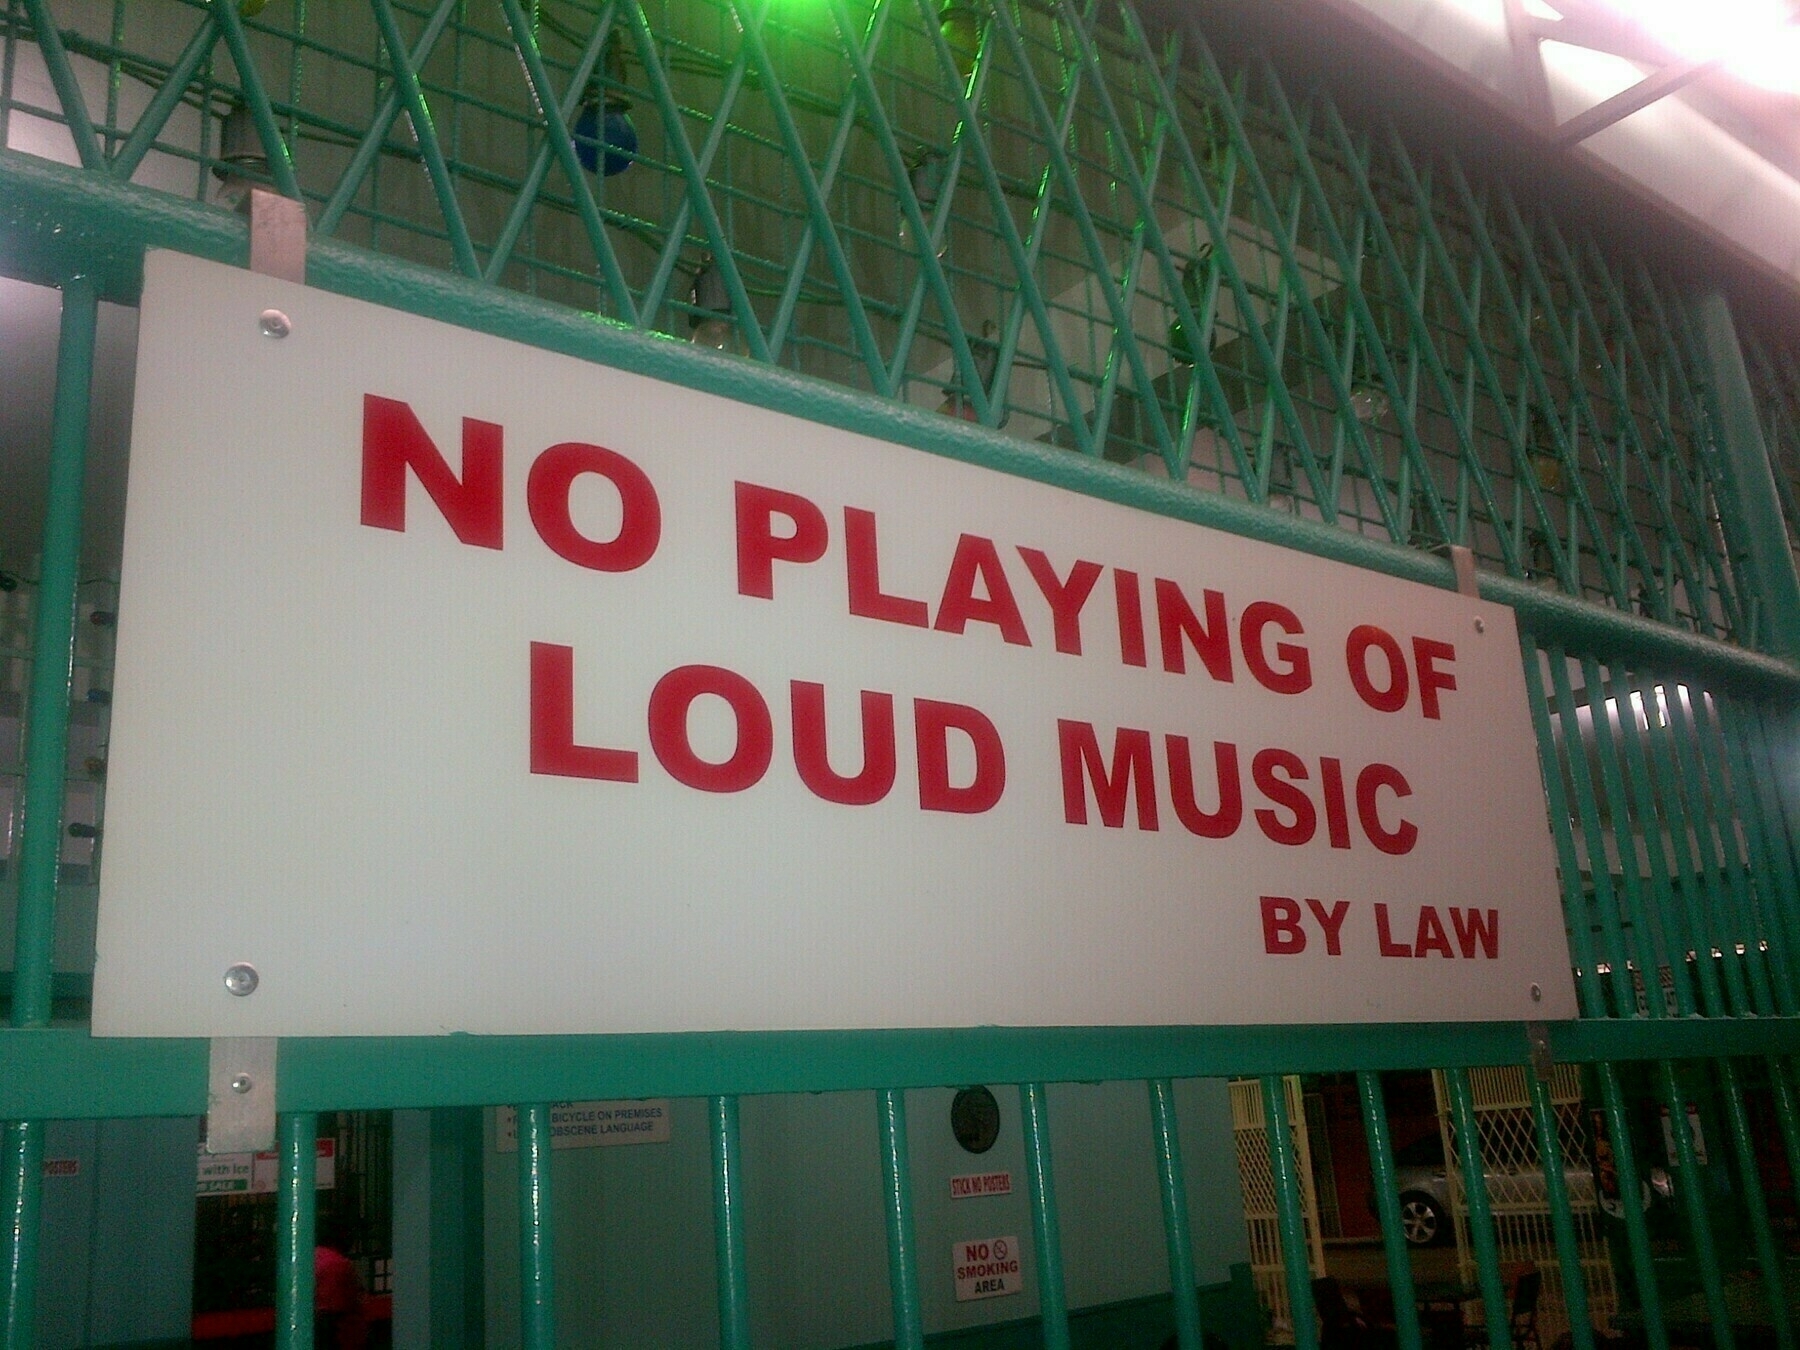 NO PLAYING OF
LOUD MUSIC
BY LAW
BICYCLE ON PREMISES
OBSCENE LANGUAGE
POSTERS
with ice
SALE
STICK NO POSTERS
NO
SMOKING
AREA